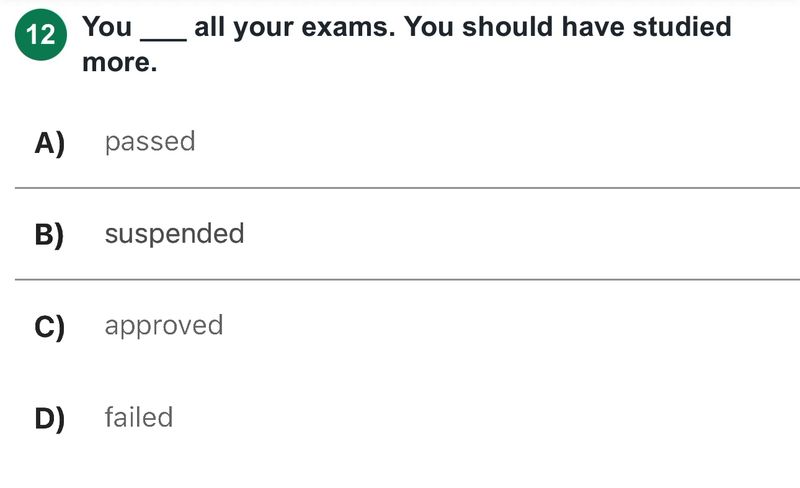 12 You ___ all your exams. You should have studied
more.
A) passed
B) suspended
C) approved
D) failed